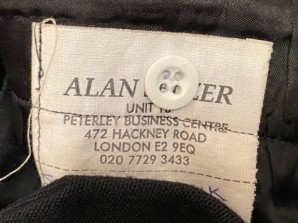 ALAN
UNIT
PETERLEY BUSINESS CENTRE
472 HACKNEY ROAD
LONDON E2 9EQ
020 7729 3433
K